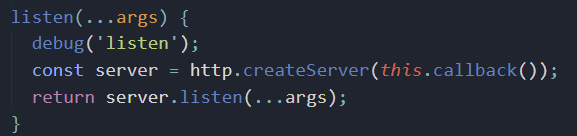 listen(...args) {
  debug('listen');
  const server = http.createServer(this.callback());
  return server.listen(...args);
}